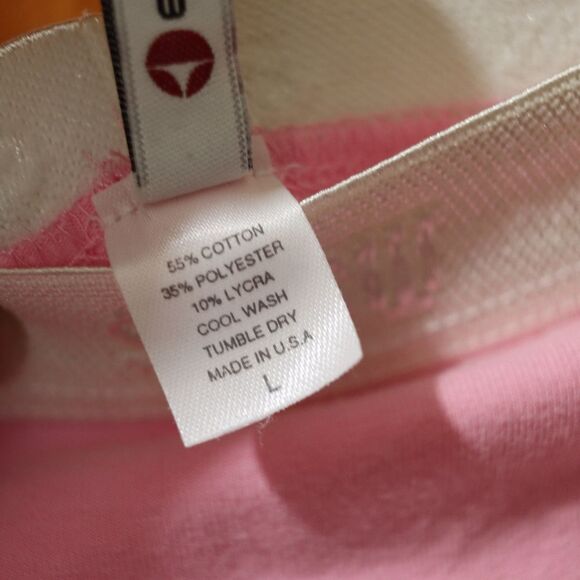 55% COTTON
35% POLYESTER
10% LYCRA
COOL WASH
TUMBLE DRY
MADE IN U.S.A
L